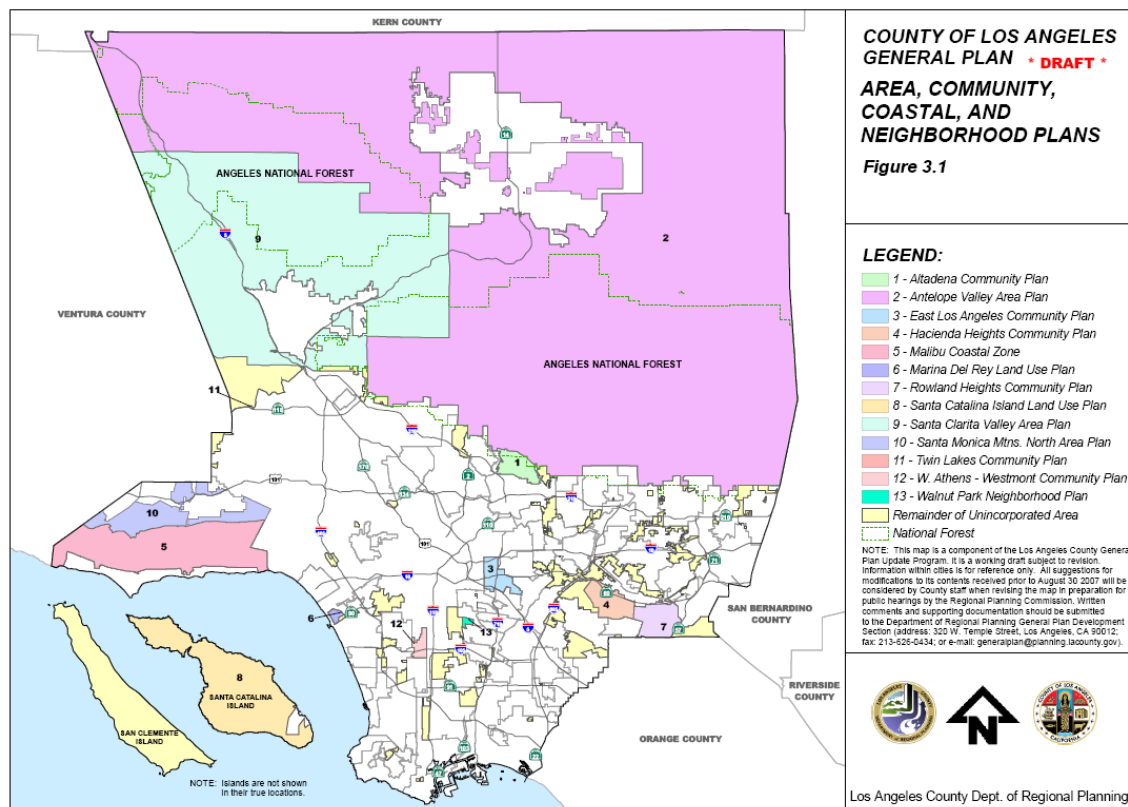 KERN COUNTY
ANGELES NATIONAL FOREST
9
2
VENTURA COUNTY
ANGELES NATIONAL FOREST
11
1
101
10
5
101
3
4
6
12
13
7
SAN BERNARDINO
COUNTY
RIVERSIDE
COUNTY
ORANGE COUNTY
8
SANTA CATALINA
ISLAND
SAN CLEMENTE
ISLAND
NOTE: Islands are not shown
in their true locations.
COUNTY OF LOS ANGELES
GENERAL PLAN * DRAFT *
AREA, COMMUNITY,
COASTAL, AND
NEIGHBORHOOD PLANS
Figure 3.1
LEGEND:
1 - Altadena Community Plan
2 - Antelope Valley Area Plan
3 - East Los Angeles Community Plan
4 - Hacienda Heights Community Plan
5 - Malibu Coastal Zone
6 - Marina Del Rey Land Use Plan
7 - Rowland Heights Community Plan
8 - Santa Catalina Island Land Use Plan
9 - Santa Clarita Valley Area Plan
10 - Santa Monica Mtns. North Area Plan
11 - Twin Lakes Community Plan
12 - W. Athens - Westmont Community Plan
13 - Walnut Park Neighborhood Plan
Remainder of Unincorporated Area
National Forest
NOTE: This map is a component of the Los Angeles County General
Plan Update Program. It is a working draft subject to revision.
Information within cities is for reference only. All suggestions for
modifications to its contents received prior to August 30 2007 will be
considered by County staff when revising the map in preparation for
public hearings by the Regional Planning Commission. Written
comments and supporting documentation sould be submitted
to the Department of Regional Planning General Plan Development
Section (address: 320 W. Temple Street, Los Angeles, CA 90012;
fax: 213-626-0434; or e-mail: generalplan@planning.lacounty.gov).
N
Los Angeles County Dept. of Regional Planning